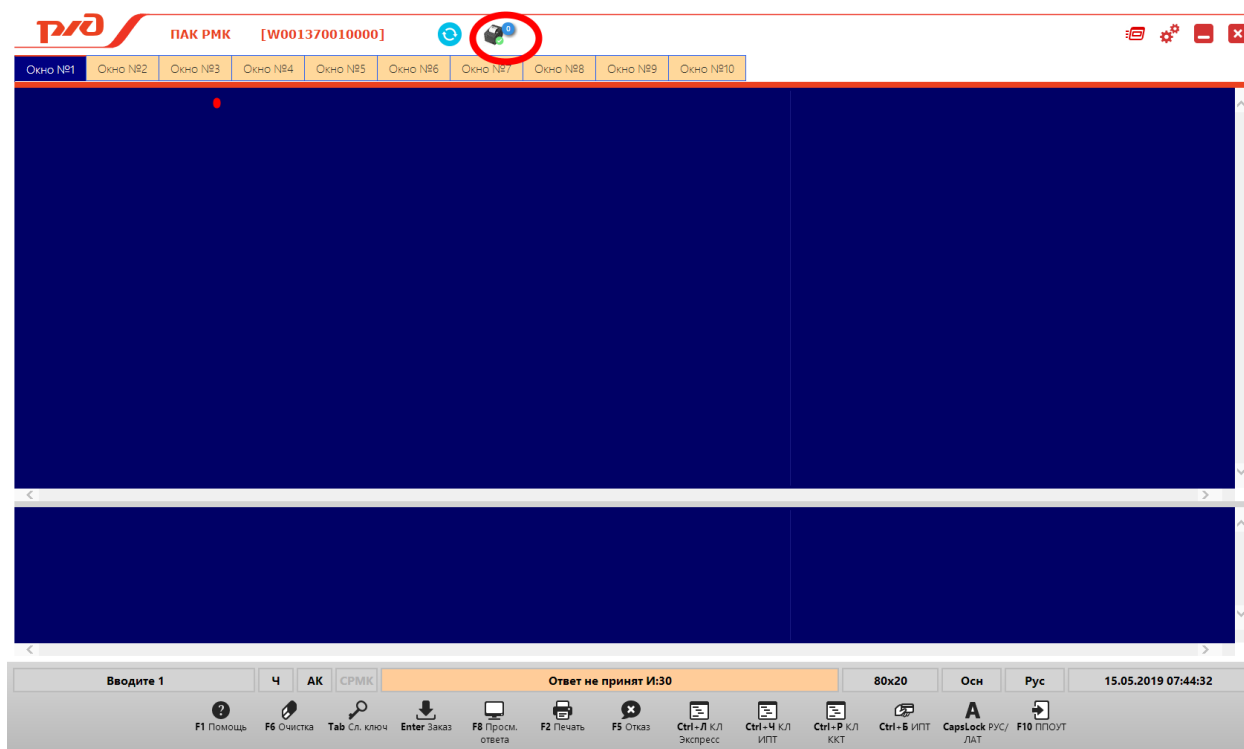 ржд ПАК РМК [W001370010000] 0
Окно №1 Окно №2 Окно №3 Окно №4 Окно №5 Окно №6 Окно №7 Окно №8 Окно №9 Окно №10
Вводите 1 Ч АК СРМК Ответ не принят И:30 80x20 Осн Рус 15.05.2019 07:44:32
F1 Помощь F6 Очистка Tab Сл. ключ Enter Заказ F8 Просм. F2 Печать F5 Отказ Ctrl+Л КЛ Ctrl+Ч КЛ Ctrl+Р КЛ Ctrl+Б ИПТ CapsLock РУС/ F10 ППОУТ
ответа Экспресс ИПТ ККТ ЛАТ